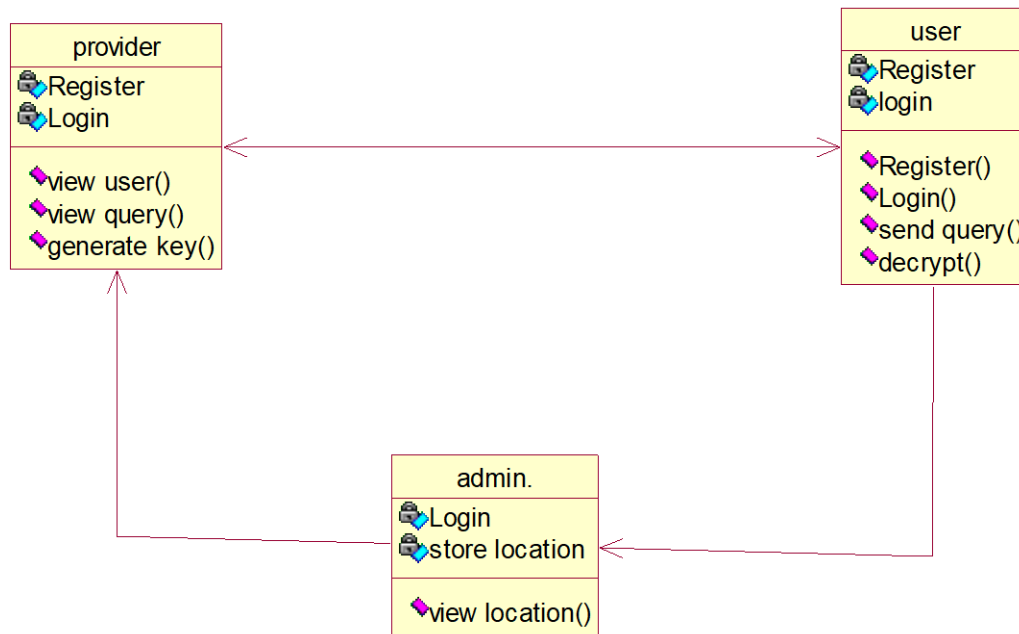 provider
Register
Login
view user()
view query()
generate key()
user
Register
login
Register()
Login()
send query()
decrypt()
admin.
Login
store location
view location()